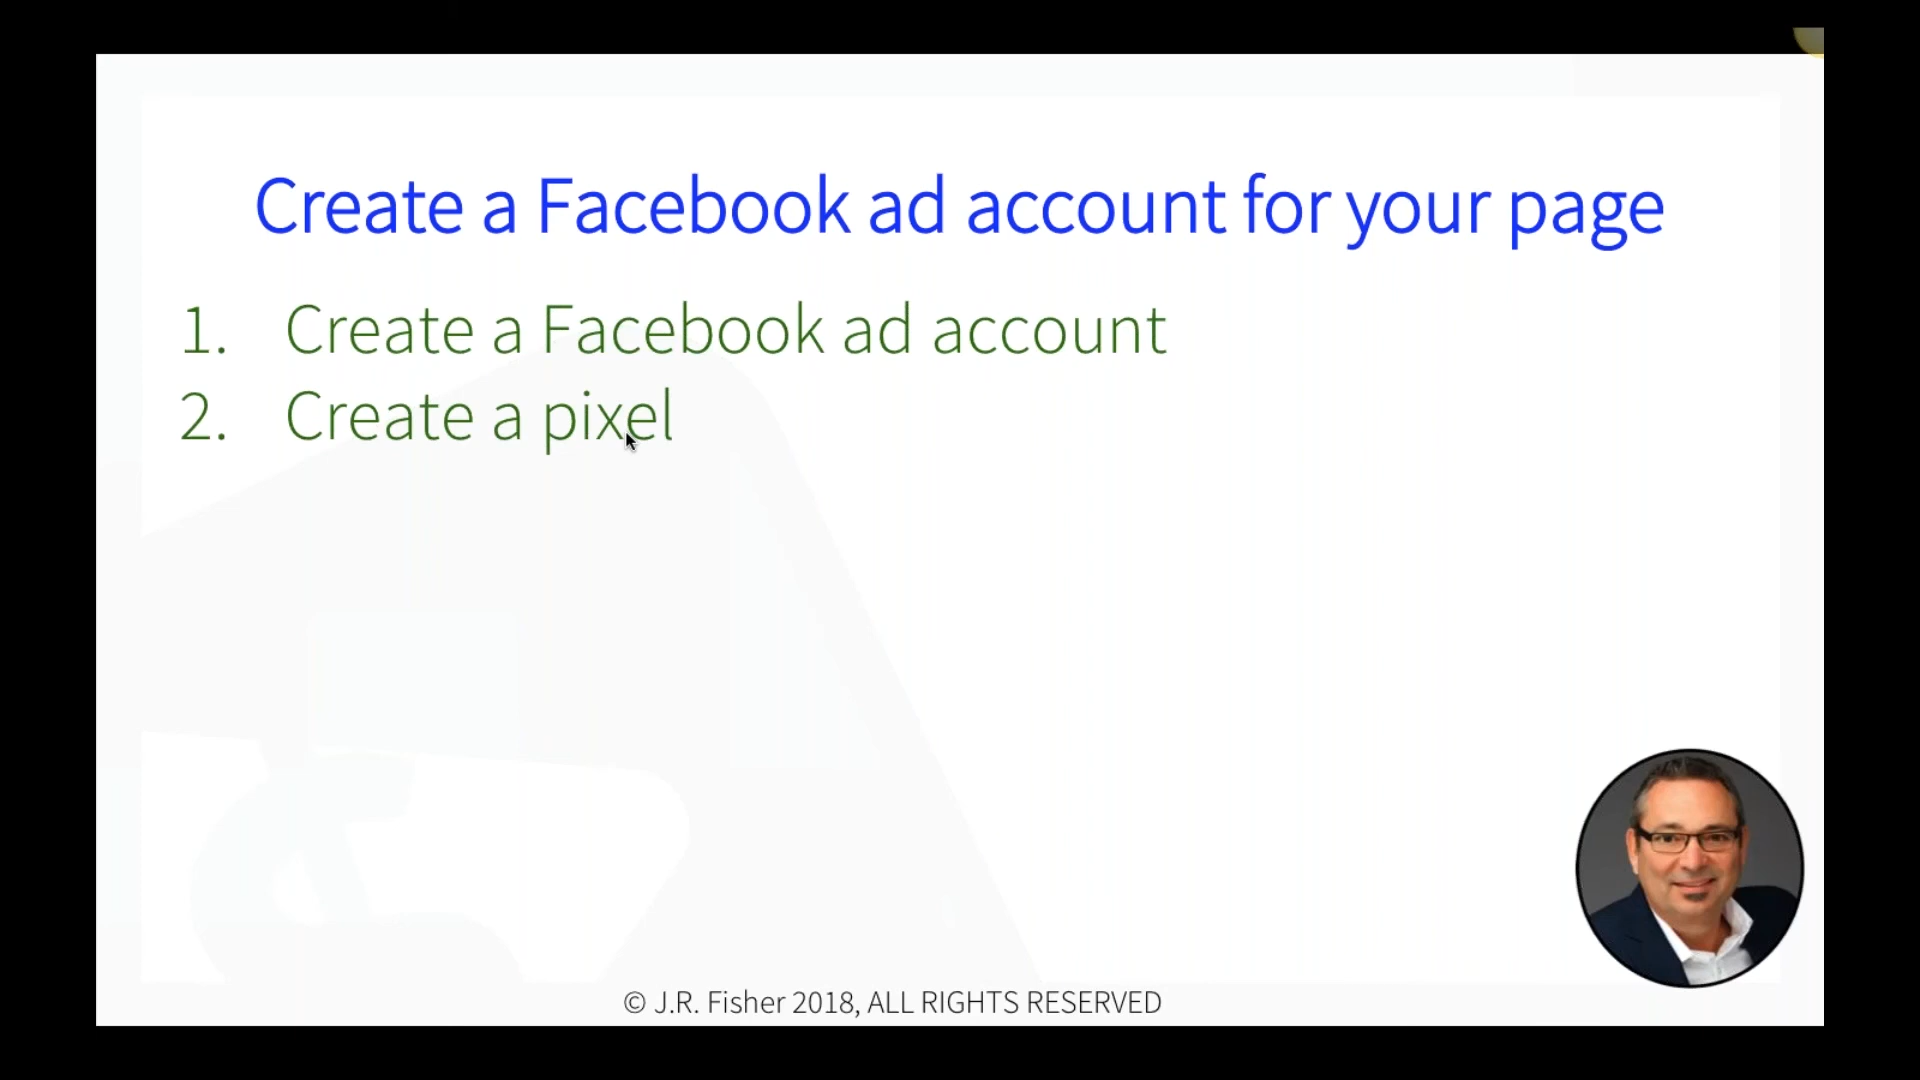 Create a Facebook ad account for your page
1. Create a Facebook ad account
2. Create a pixel
© J.R. Fisher 2018, ALL RIGHTS RESERVED